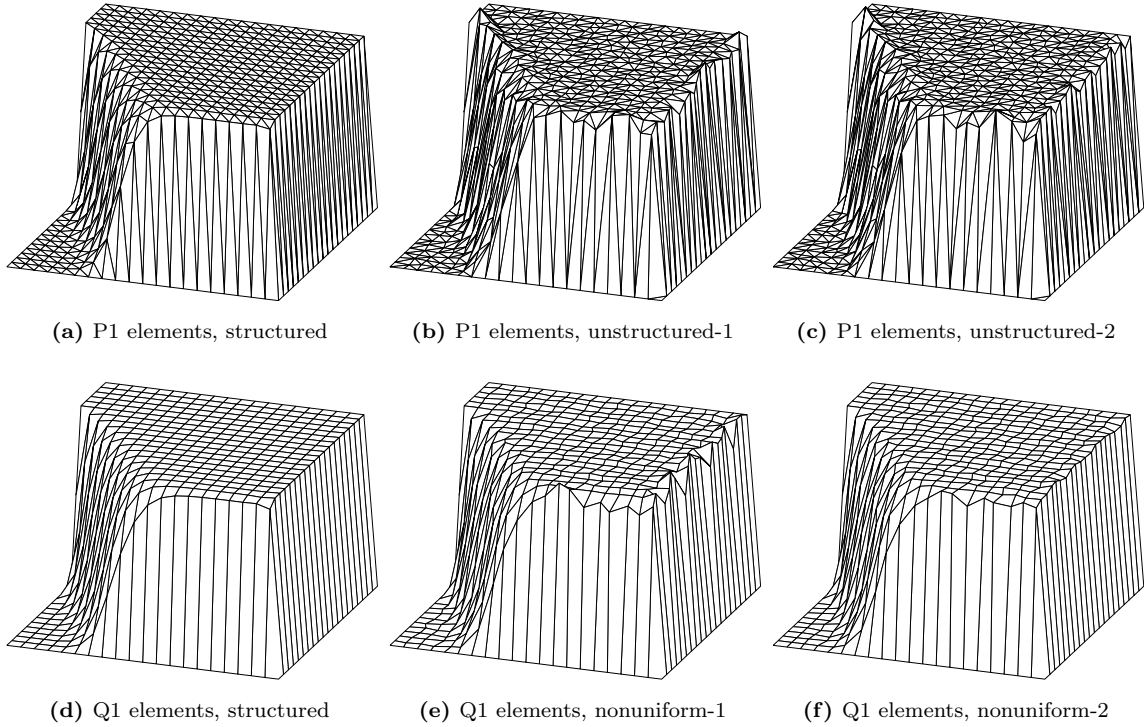 (a) P1 elements, structured
(b) P1 elements, unstructured-1
(c) P1 elements, unstructured-2
(d) Q1 elements, structured
(e) Q1 elements, nonuniform-1
(f) Q1 elements, nonuniform-2